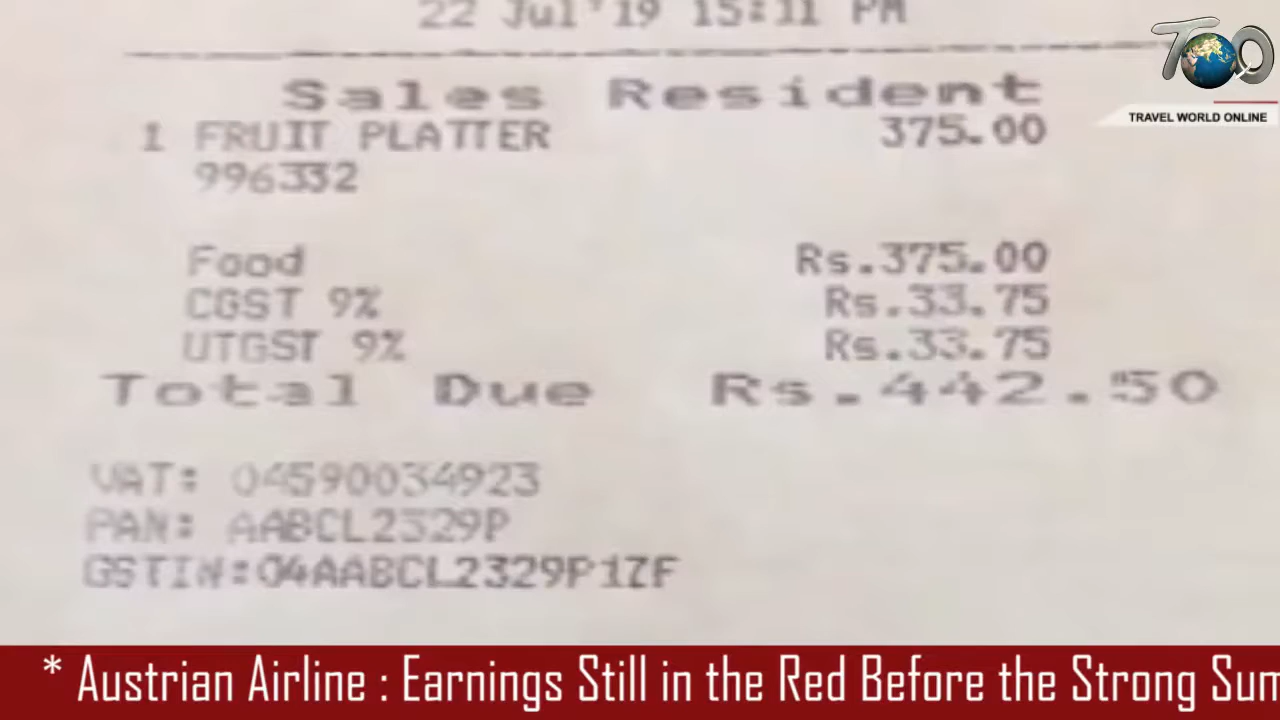 22 Jul'19 15:11 PM
Sales Resident
1 FRUIT PLATTER 375.00
996332
Food Rs.375.00
CGST 9% Rs.33.75
UTGST 9% Rs.33.75
Total Due Rs.442.50
VAT: 04590034923
PAN: AABCL2329P
GSTIN:04AABCL2329P1ZF
TWO
TRAVEL WORLD ONLINE
* Austrian Airline : Earnings Still in the Red Before the Strong Sum